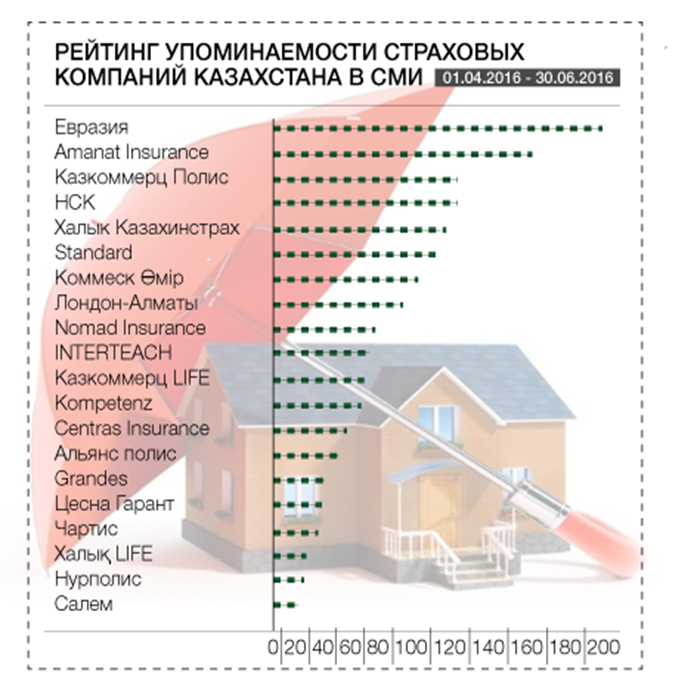 РЕЙТИНГ УПОМИНАЕМОСТИ СТРАХОВЫХ
КОМПАНИЙ КАЗАХСТАНА В СМИ 01.04.2016 - 30.06.2016
Евразия
Amanat Insurance
Казкоммерц Полис
НСК
Халык Казахинстрах
Standard
Коммеск Өмір
Лондон-Алматы
Nomad Insurance
INTERTEACH
Казкоммерц LIFE
Kompetenz
Centras Insurance
Альянс полис
Grandes
Цесна Гарант
Чартис
Халық LIFE
Нурполис
Салем
0 20 40 60 80 100 120 140 160 180 200